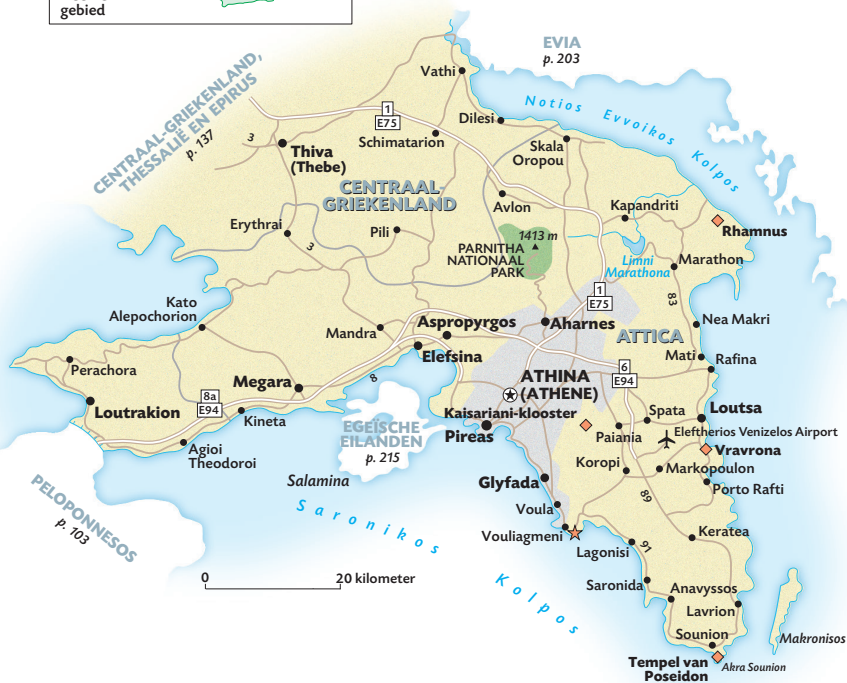 gebied
EVIA
p. 203
CENTRAAL-GRIEKENLAND,
THESSALIË EN EPIRUS
p. 137
Notios Evvoikos Kolpos
Vathi
1
E75
Dilesi
3
Schimatarion
Skala
Oropou
Thiva
(Thebe)
CENTRAAL-
GRIEKENLAND
Avlon
Kapandriti
Erythrai
Pili
3
1413 m
PARNITHA
NATIONAAL
PARK
Rhamnus
Limni
Marathona
Marathon
83
1
E75
Kato
Alepochorion
Mandra
Aspropyrgos
Aharnes
Nea Makri
ATTICA
Elefsina
Mati
Rafina
Perachora
6
E94
8
Megara
ATHINA
(ATHENE)
8a
E94
Loutrakion
Kineta
Kaisariani-klooster
Spata
Loutsa
EGEÏSCHE
EILANDEN
p. 215
Pireas
Paiania
Eleftherios Venizelos Airport
Agioi
Theodoroi
Vravrona
Koropi
Markopoulon
Salamina
Glyfada
Porto Rafti
PELOPONNESOS
p. 103
89
Saronikos Kolpos
Voula
Vouliagmeni
Keratea
Lagonisi
91
0
20 kilometer
Saronida
Anavyssos
Lavrion
Sounion
Makronisos
Tempel van
Poseidon
Akra Sounion